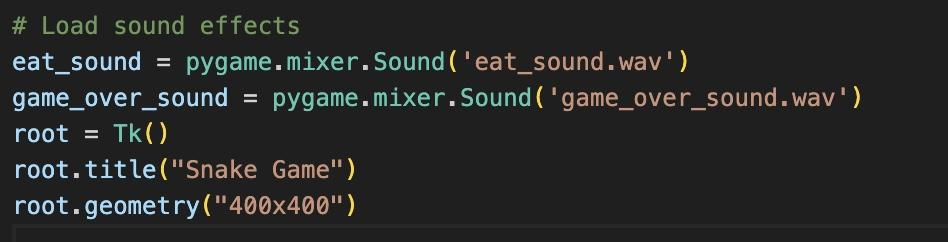 # Load sound effects
eat_sound = pygame.mixer.Sound('eat_sound.wav')
game_over_sound = pygame.mixer.Sound('game_over_sound.wav')
root = Tk()
root.title("Snake Game")
root.geometry("400x400")